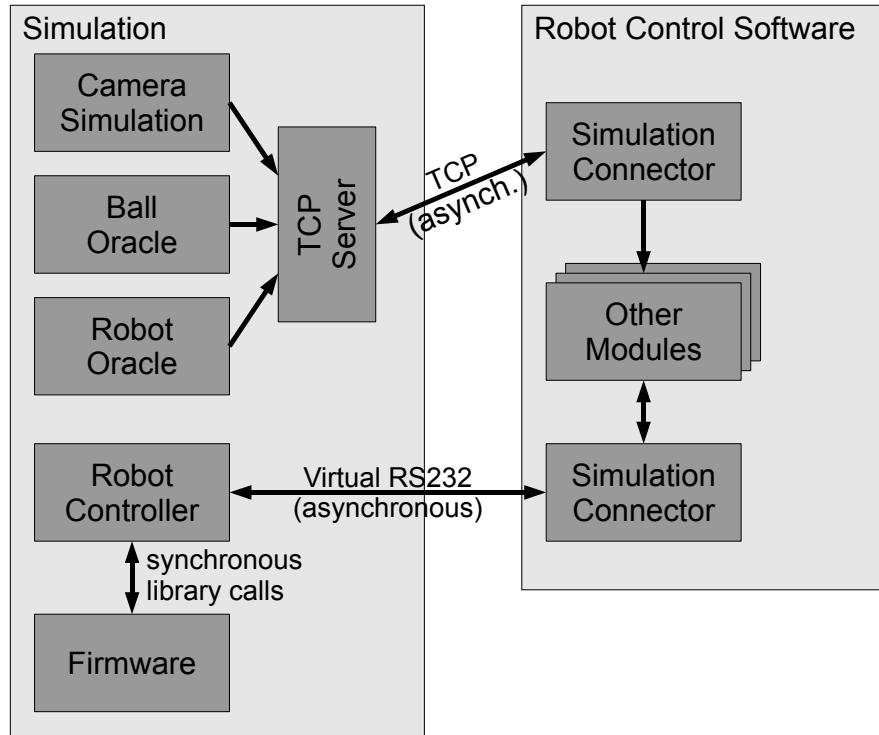 Simulation
Camera
Simulation
Ball
Oracle
Robot
Oracle
TCP
Server
Robot
Controller
synchronous
library calls
Firmware
TCP
(asynch.)
Virtual RS232
(asynchronous)
Robot Control Software
Simulation
Connector
Other
Modules
Simulation
Connector